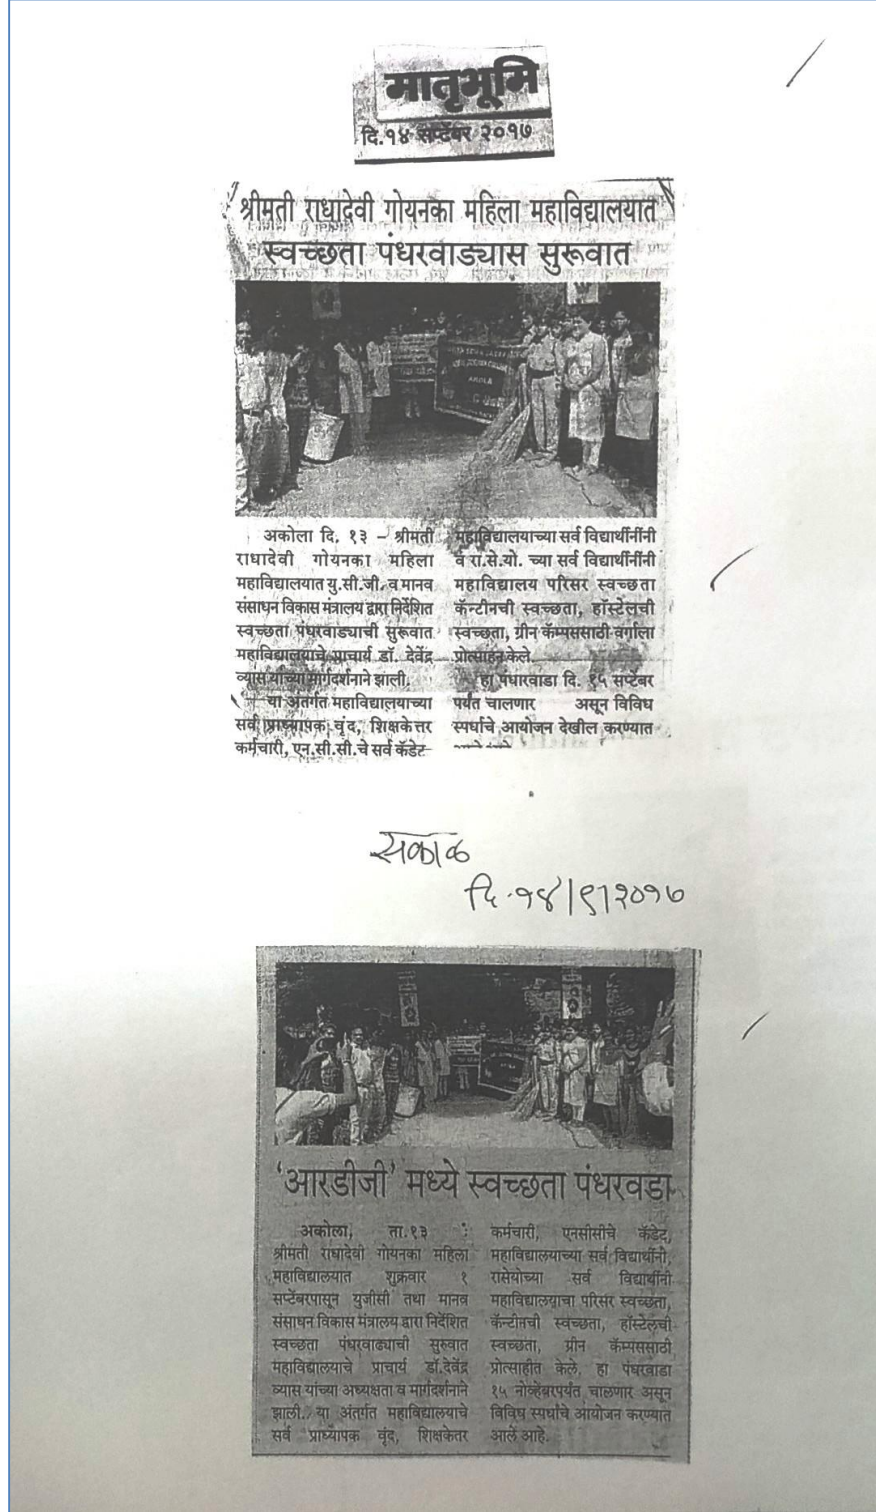 मातृभूमि
दि.१४ सप्टेंबर २०१७
श्रीमती राधादेवी गोयनका महिला महाविद्यालयात
स्वच्छता पंधरवाड्यास सुरूवात
AKOLA
अकोला दि. १३ – श्रीमती
राधादेवी गोयनका महिला
महाविद्यालयात यु.सी.जी. व मानव
संसाधन विकास मंत्रालय द्वारा निर्देशित
स्वच्छता पंधरवाड्याची सुरूवात
महाविद्यालयाचे प्राचार्य डॉ. देवेंद्र
व्यास यांच्या मार्गदर्शनाने झाली.
या अंतर्गत महाविद्यालयाच्या
सर्व प्राध्यापक वृंद, शिक्षकेत्तर
कर्मचारी, एन.सी.सी.चे सर्व कॅडेट
महाविद्यालयाच्या सर्व विद्यार्थीनींनी
व रा.से.यो. च्या सर्व विद्यार्थीनींनी
महाविद्यालय परिसर स्वच्छता
कॅन्टीनची स्वच्छता, हॉस्टेलची
स्वच्छता, ग्रीन कॅम्पससाठी वर्गाला
प्रोत्साहन केले.
हा पंधारवाडा दि. १५ सप्टेंबर
पर्यंत चालणार असून विविध
स्पर्धाचे आयोजन देखील करण्यात
सकाळ
दि.१४/९/२०१७
'आरडीजी' मध्ये स्वच्छता पंधरवडा
अकोला, ता.१३ :
श्रीमती राधादेवी गोयनका महिला
महाविद्यालयात शुक्रवार १
सप्टेंबरपासून युजीसी तथा मानव
संसाधन विकास मंत्रालय द्वारा निर्देशित
स्वच्छता पंधरवाढ्याची सुरुवात
महाविद्यालयाचे प्राचार्य डॉ.देवेंद्र
व्यास यांच्या अध्यक्षता व मार्गदर्शनाने
झाली. या अंतर्गत महाविद्यालयाचे
सर्व प्राध्यापक वृंद, शिक्षकेतर
कर्मचारी, एनसीसीचे कॅडेद,
महाविद्यालयाच्या सर्व विद्यार्थीनी,
रासेयोच्या सर्व विद्यार्थीनी
महाविद्यालयाचा परिसर स्वच्छता,
कॅन्टीनची स्वच्छता, हॉस्टेलची
स्वच्छता, ग्रीन कॅम्पससाठी
प्रोत्साहीत केले. हा पंधरवाडा
१५ नोव्हेंबरपर्यंत चालणार असून
विविध स्पर्धांचे आयोजन करण्यात
आले आहे.